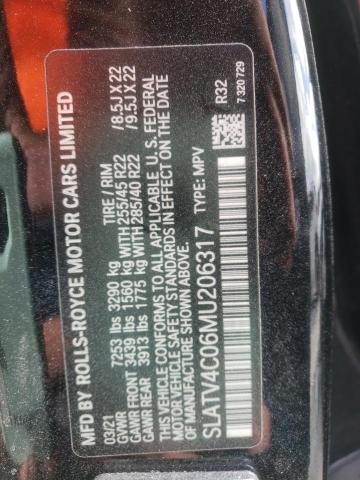 MFD BY ROLLS-ROYCE MOTOR CARS LIMITED
03/21 TIRE / RIM
GVWR 7253 lbs 3290 kg
GAWR FRONT 3439 lbs 1560 kg WITH 255/45 R22 /8.5J X 22
GAWR REAR 3913 lbs 1775 kg WITH 285/40 R22 /9.5J X 22
THIS VEHICLE CONFORMS TO ALL APPLICABLE U.S. FEDERAL
MOTOR VEHICLE SAFETY STANDARDS IN EFFECT ON THE DATE
OF MANUFACTURE SHOWN ABOVE.
SLATV4C06MU206317 TYPE: MPV
R32
7 320 729